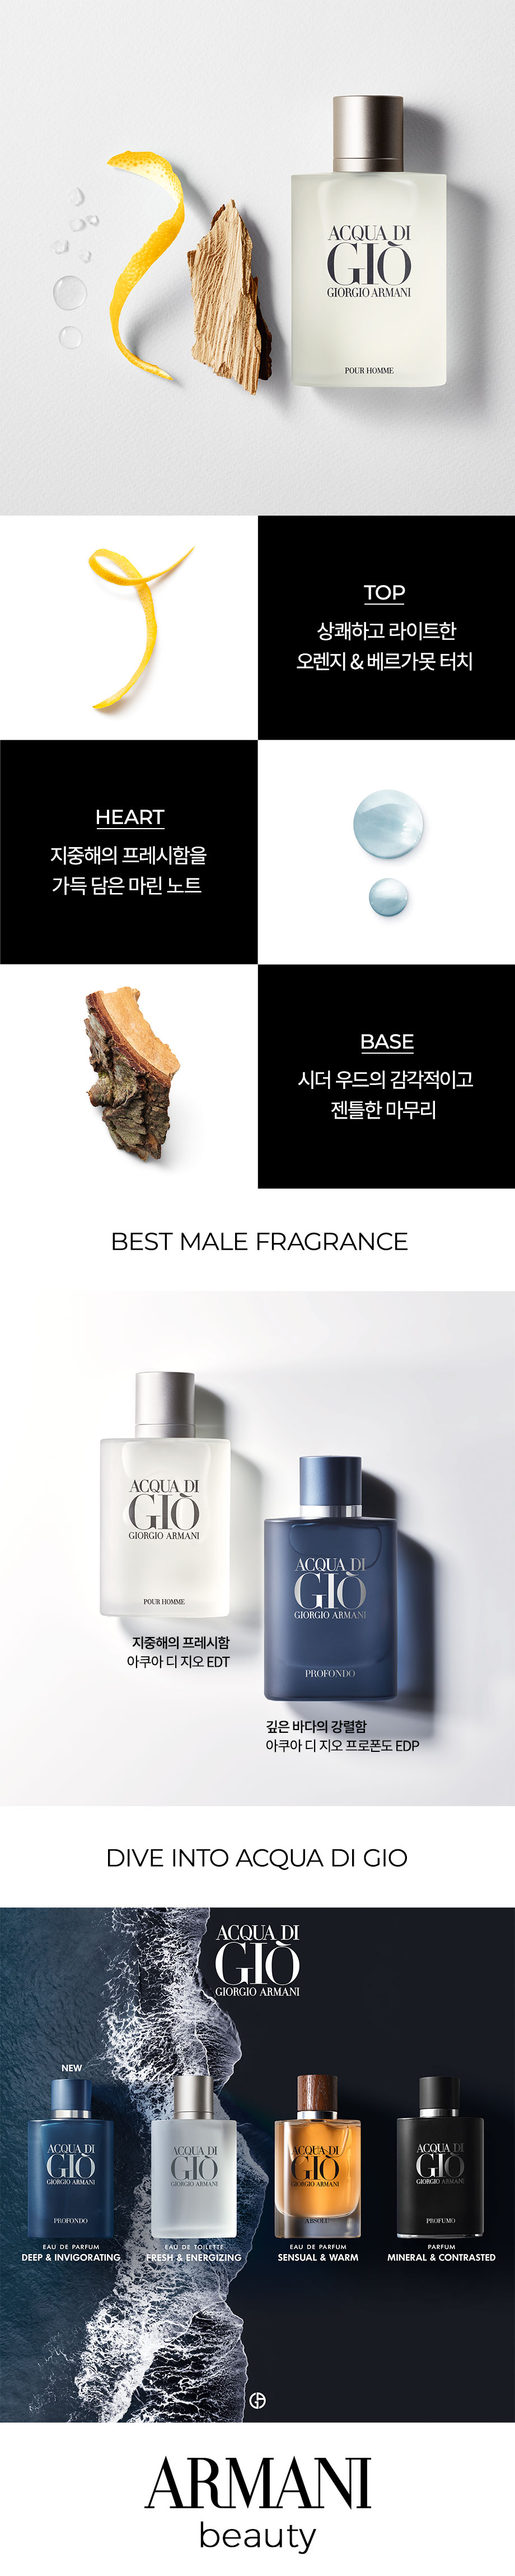 ACQUA DI
GIÒ
GIORGIO ARMANI
POUR HOMME
TOP
상쾌하고 라이트한
오렌지 & 베르가못 터치
HEART
지중해의 프레시함을
가득 담은 마린 노트
BASE
시더 우드의 감각적이고
젠틀한 마무리
BEST MALE FRAGRANCE
ACQUA DI
GIÒ
GIORGIO ARMANI
POUR HOMME
지중해의 프레시함
아쿠아 디 지오 EDT
ACQUA DI
GIÒ
GIORGIO ARMANI
PROFONDO
깊은 바다의 강렬함
아쿠아 디 지오 프로폰도 EDP
DIVE INTO ACQUA DI GIO
ACQUA DI
GIÒ
GIORGIO ARMANI
NEW
ACQUA DI
GIÒ
GIORGIO ARMANI
PROFONDO
EAU DE PARFUM
DEEP & INVIGORATING
ACQUA DI
GIÒ
GIORGIO ARMANI
EAU DE TOILETTE
FRESH & ENERGIZING
ACQUA DI
GIÒ
GIORGIO ARMANI
ABSOLU
EAU DE PARFUM
SENSUAL & WARM
ACQUA DI
GIÒ
GIORGIO ARMANI
PROFUMO
PARFUM
MINERAL & CONTRASTED
ARMANI
beauty